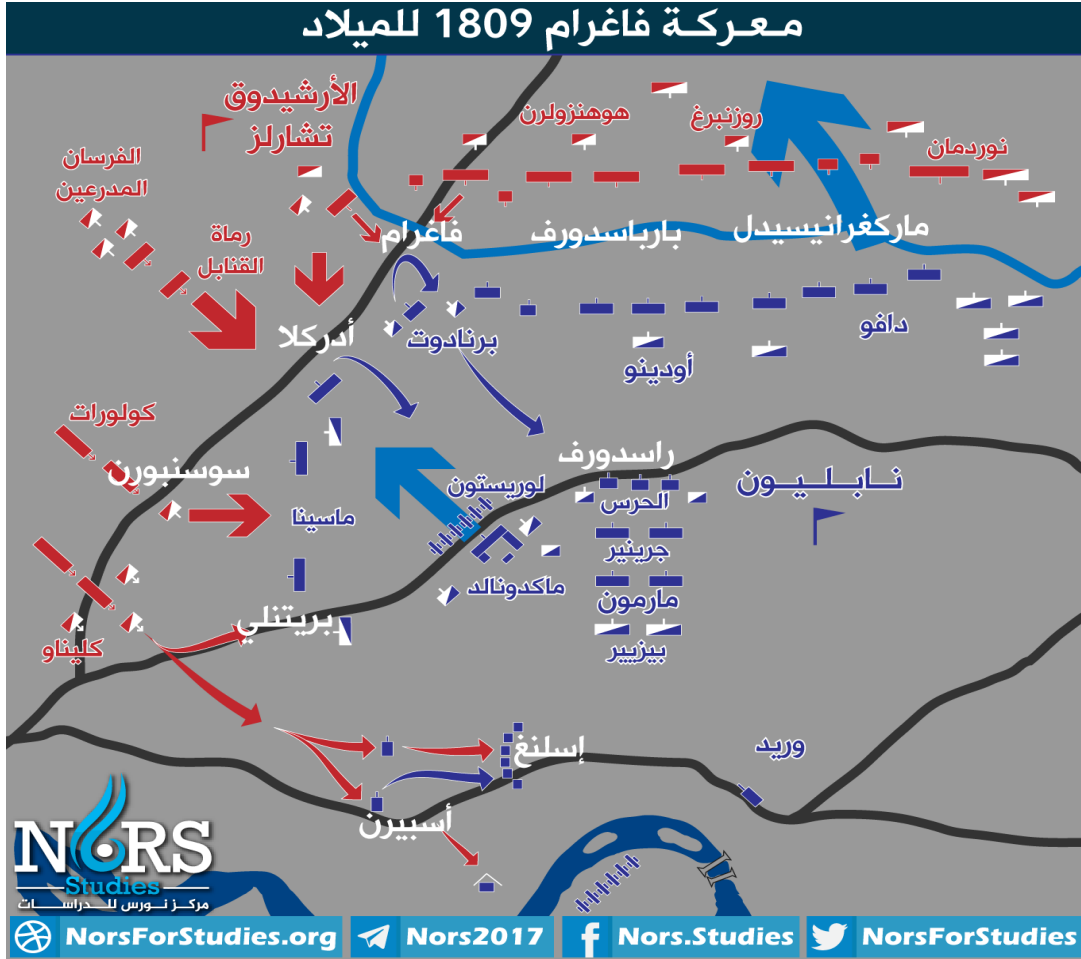 معركة فاغرام 1809 للميلاد
الأرشيدوق
تشارلز
هوهنزولرن
روزنبرغ
نوردمان
الفرسان
المدرعين
رماة
القنابل
فاغرام
بارباسدورف
ماركغرانيسيدل
أدركلا
برنادوت
أودينو
دافو
كولورات
سوسنبورن
ماسينا
لوريستون
راسدورف
نابليون
الحرس
جرينير
ماكدونالد
مارمون
بيزيير
بريتنلي
كليناو
إسلنغ
أسبيرن
وريد
NORS
Studies
مركز نورس للدراسات
NorsForStudies.org
Nors2017
Nors.Studies
NorsForStudies